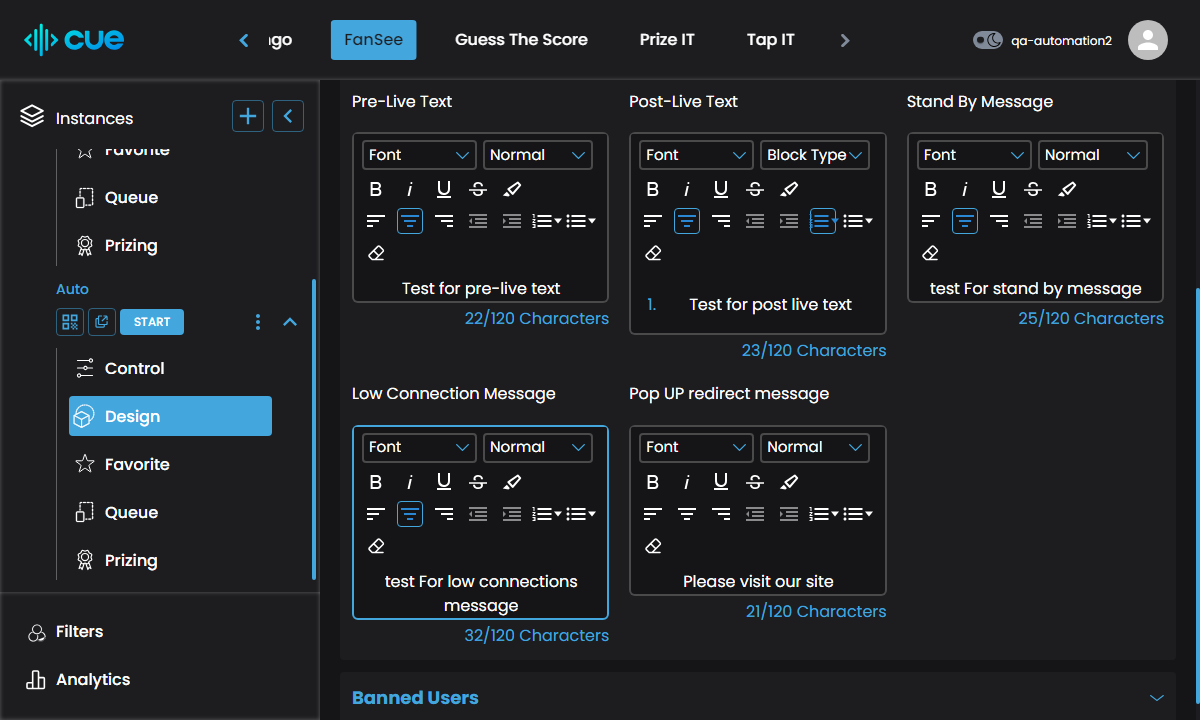 cue
ngo
FanSee
Guess The Score
Prize IT
Tap IT
qa-automation2
Instances
Favorite
Queue
Prizing
Auto
START
Control
Design
Favorite
Queue
Prizing
Filters
Analytics
Pre-Live Text
Font
Normal
B i U S
Test for pre-live text
22/120 Characters
Post-Live Text
Font
Block Type
B i U S
1. Test for post live text
23/120 Characters
Stand By Message
Font
Normal
B i U S
test For stand by message
25/120 Characters
Low Connection Message
Font
Normal
B i U S
test For low connections
message
32/120 Characters
Pop UP redirect message
Font
Normal
B i U S
Please visit our site
21/120 Characters
Banned Users